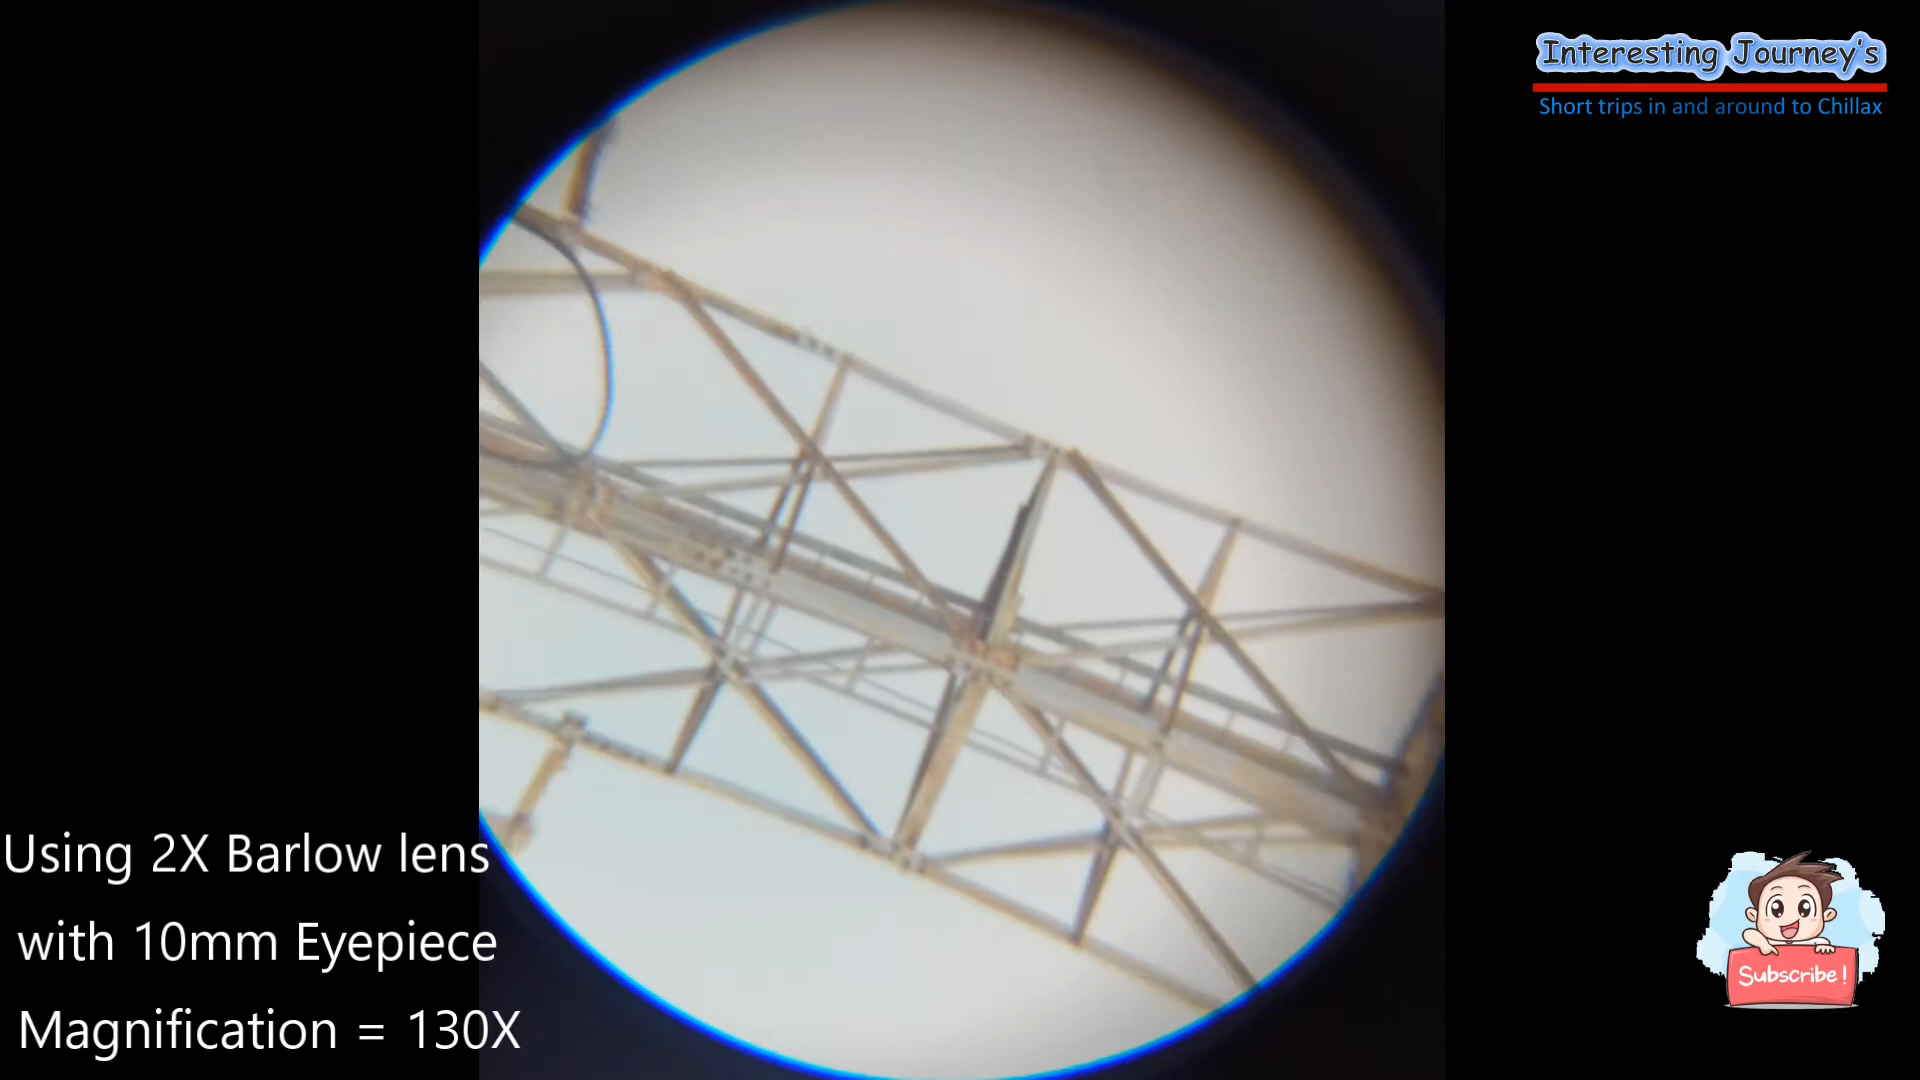 Interesting Journey's
Short trips in and around to Chillax
Using 2X Barlow lens
with 10mm Eyepiece
Magnification = 130X
Subscribe!